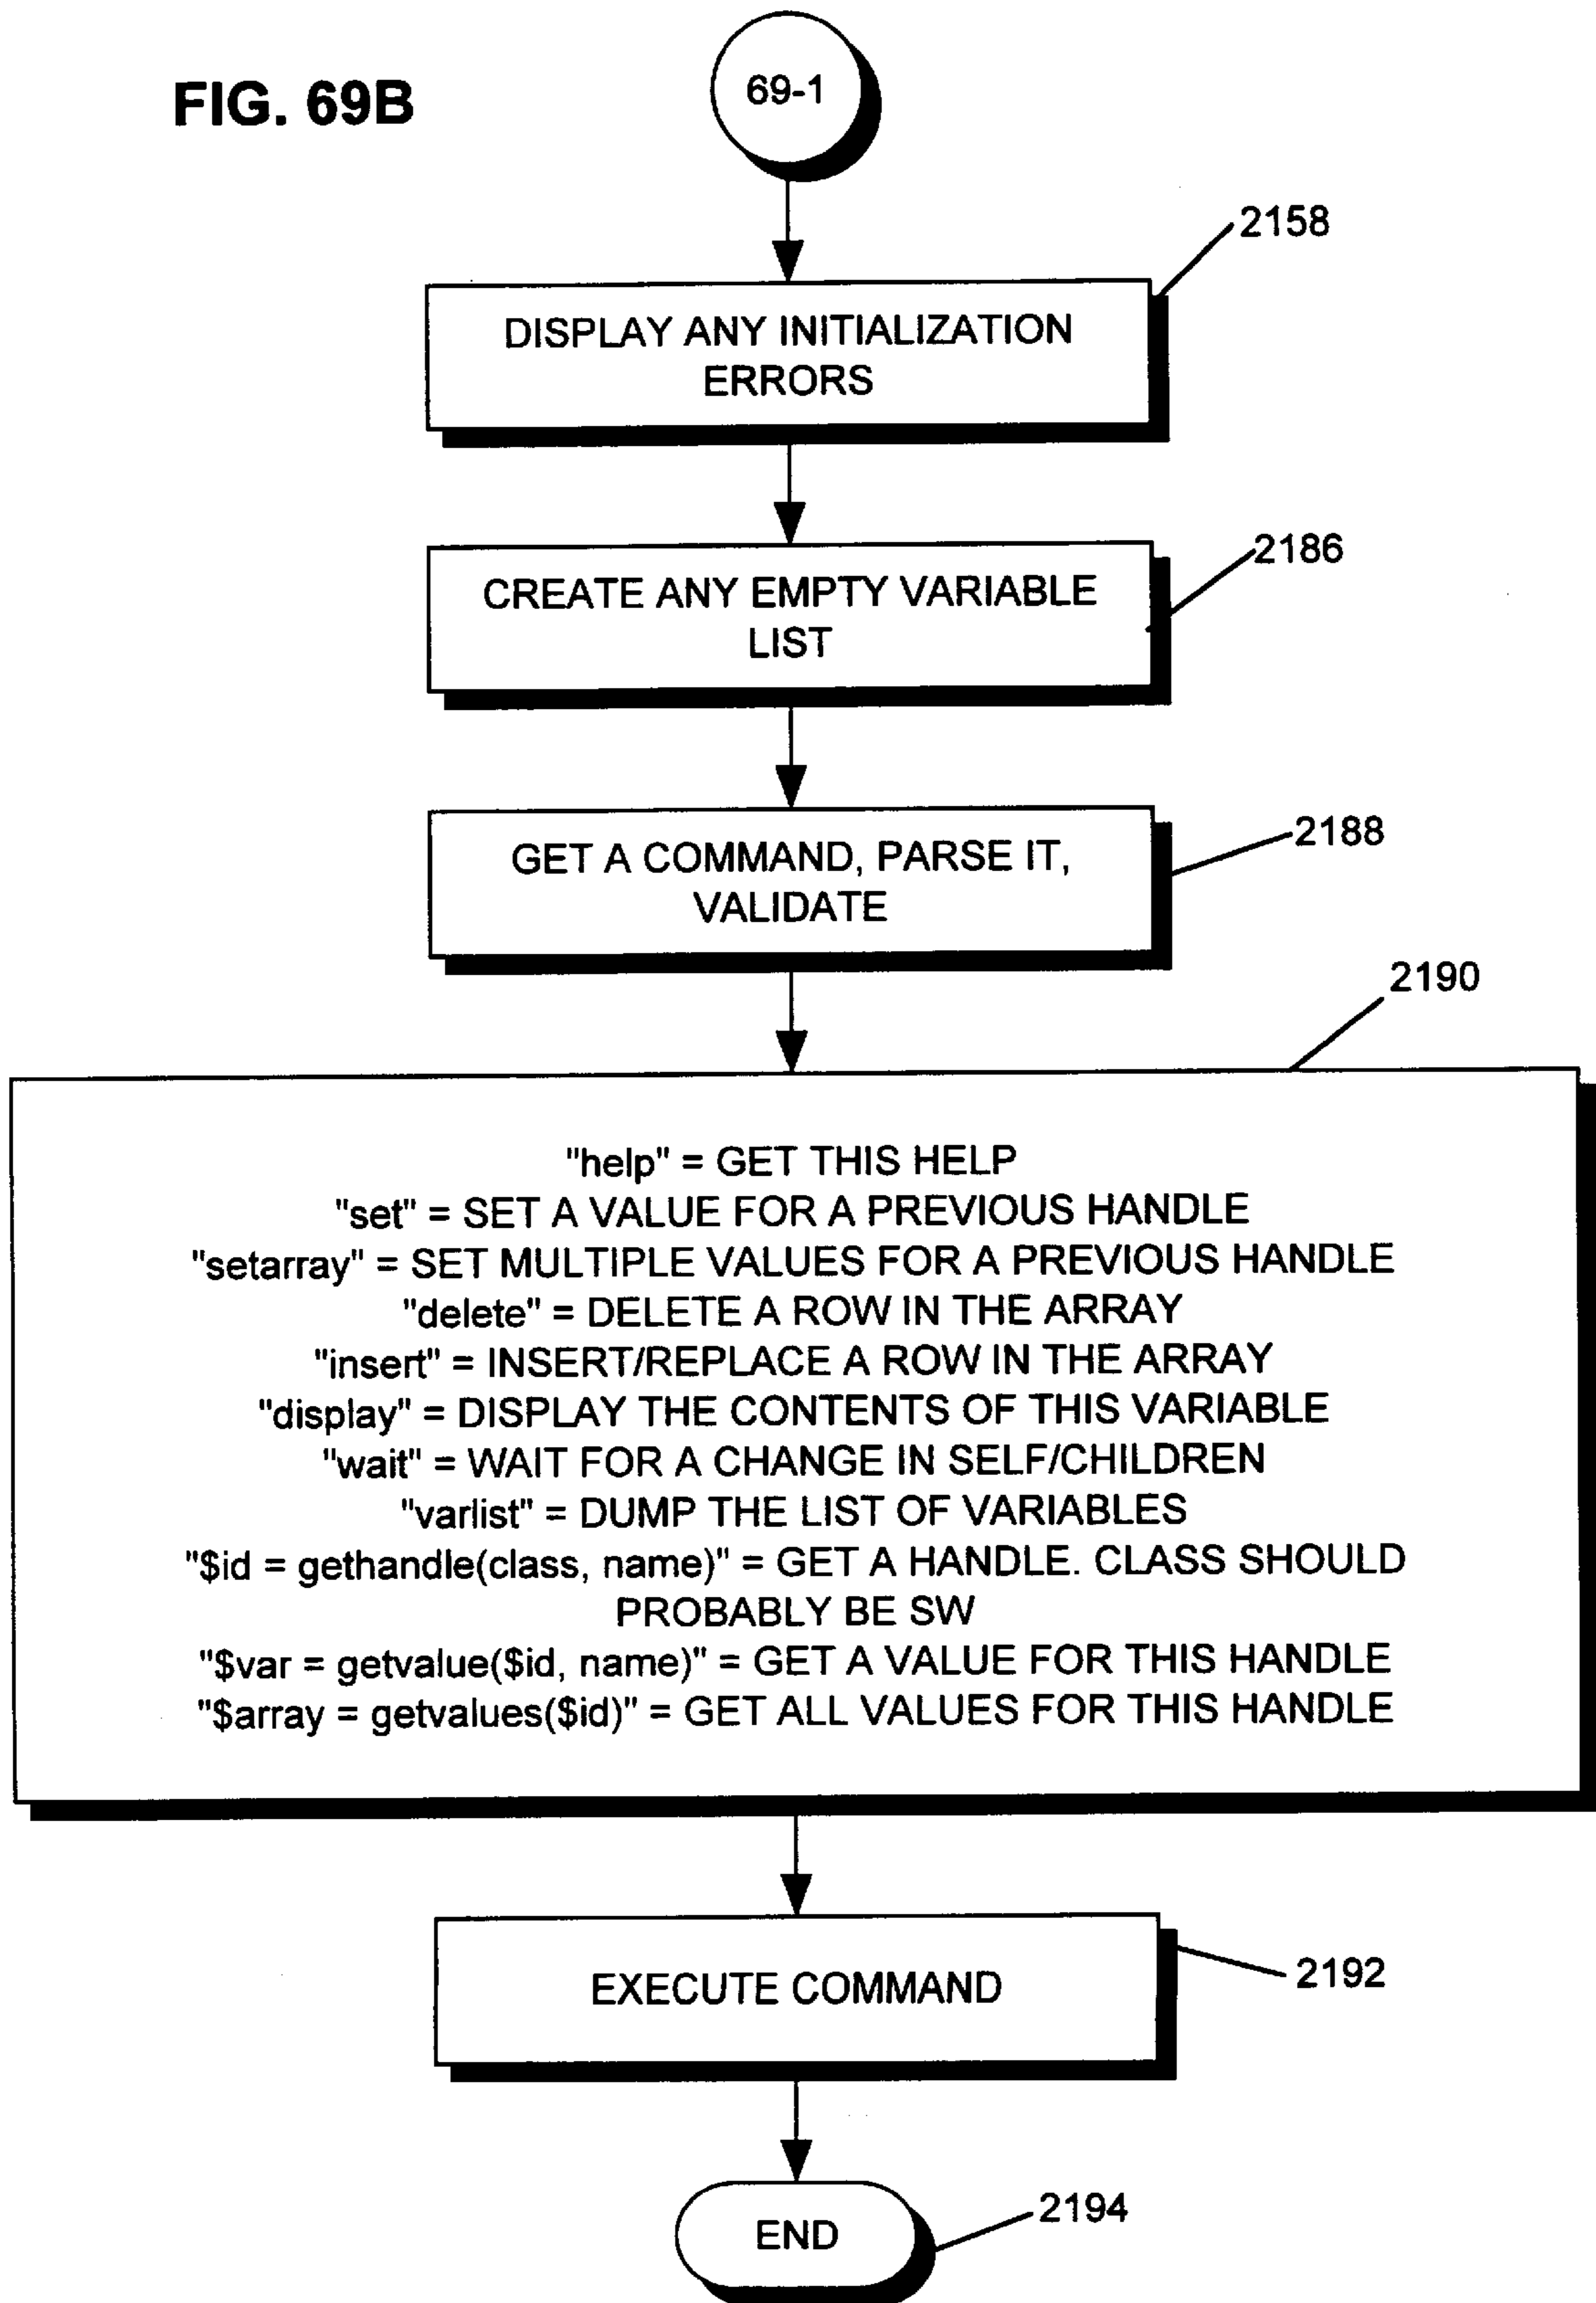 FIG. 69B
69-1
2158
DISPLAY ANY INITIALIZATION
ERRORS
2186
CREATE ANY EMPTY VARIABLE
LIST
2188
GET A COMMAND, PARSE IT,
VALIDATE
2190
"help" = GET THIS HELP
"set" = SET A VALUE FOR A PREVIOUS HANDLE
"setarray" = SET MULTIPLE VALUES FOR A PREVIOUS HANDLE
"delete" = DELETE A ROW IN THE ARRAY
"insert" = INSERT/REPLACE A ROW IN THE ARRAY
"display" = DISPLAY THE CONTENTS OF THIS VARIABLE
"wait" = WAIT FOR A CHANGE IN SELF/CHILDREN
"varlist" = DUMP THE LIST OF VARIABLES
"$id = gethandle(class, name)" = GET A HANDLE. CLASS SHOULD
PROBABLY BE SW
"$var = getvalue($id, name)" = GET A VALUE FOR THIS HANDLE
"$array = getvalues($id)" = GET ALL VALUES FOR THIS HANDLE
EXECUTE COMMAND
2192
END
2194